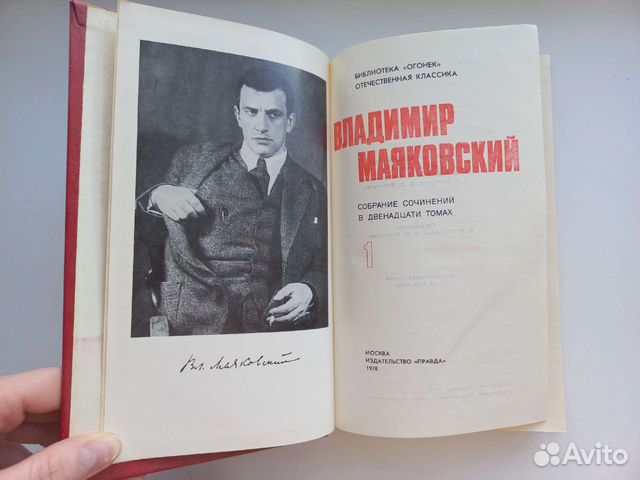 Вл. Маяковский
БИБЛИОТЕКА «ОГОНЕК»
ОТЕЧЕСТВЕННАЯ КЛАССИКА
ВЛАДИМИР
МАЯКОВСКИЙ
СОБРАНИЕ СОЧИНЕНИЙ
В ДВЕНАДЦАТИ ТОМАХ
1
МОСКВА
ИЗДАТЕЛЬСТВО «ПРАВДА»
1978
Avito